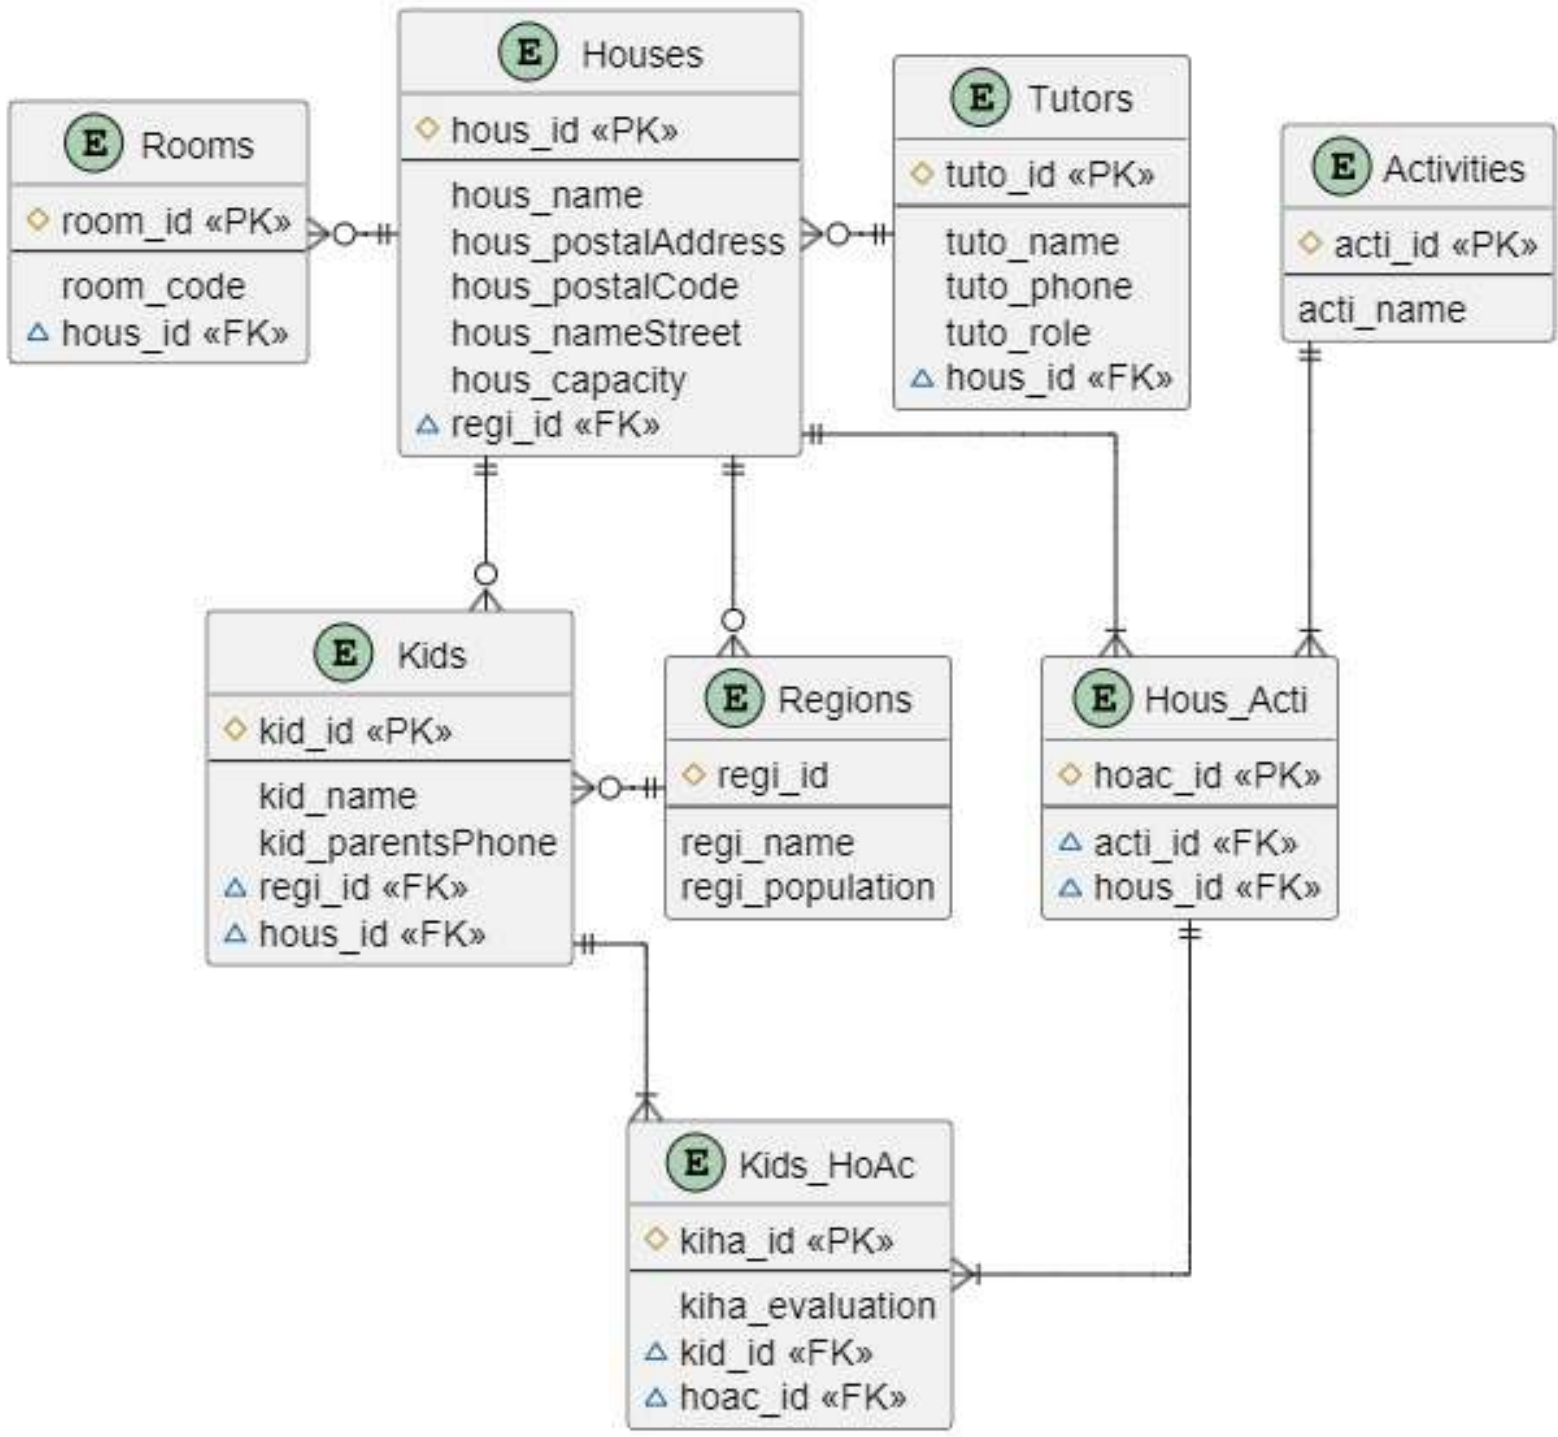 E Rooms
room_id «PK»
room_code
hous_id «FK»
E Houses
hous_id «PK»
hous_name
hous_postalAddress
hous_postalCode
hous_nameStreet
hous_capacity
regi_id «FK»
E Tutors
tuto_id «PK»
tuto_name
tuto_phone
tuto_role
hous_id «FK»
E Activities
acti_id «PK»
acti_name
E Kids
kid_id «PK»
kid_name
kid_parentsPhone
regi_id «FK»
hous_id «FK»
E Regions
regi_id
regi_name
regi_population
E Hous_Acti
hoac_id «PK»
acti_id «FK»
hous_id «FK»
E Kids_HoAc
kiha_id «PK»
kiha_evaluation
kid_id «FK»
hoac_id «FK»